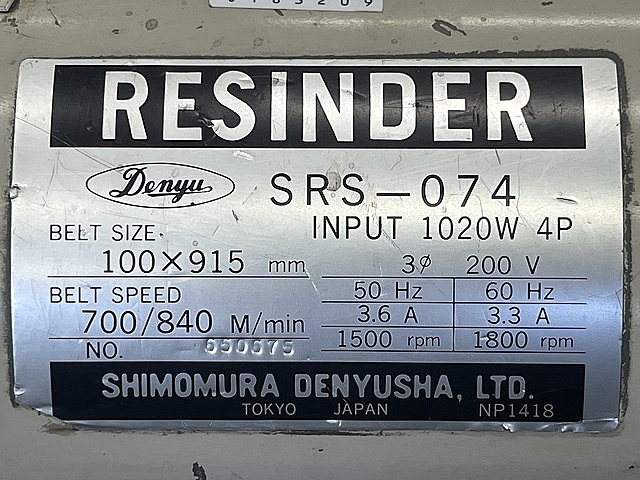 RESINDER
Denyu SRS-074
BELT SIZE
INPUT 1020W 4P
100×915 mm
3φ 200 V
BELT SPEED
50 Hz 60 Hz
700/840 M/min
3.6 A 3.3 A
NO. 650675
1500 rpm 1800 rpm
SHIMOMURA DENYUSHA, LTD.
TOKYO JAPAN NP1418